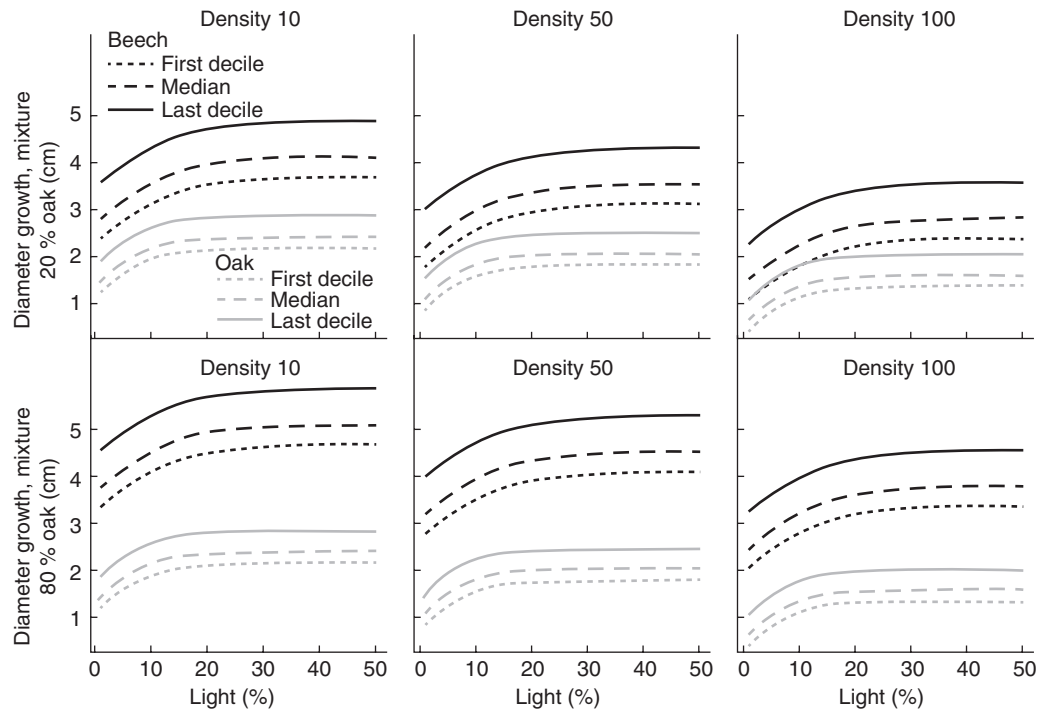 Density 10
Density 50
Density 100
Beech
First decile
Median
Last decile
5
4
3
2
1
Diameter growth, mixture
20 % oak (cm)
Oak
First decile
Median
Last decile
Density 10
Density 50
Density 100
5
4
3
2
1
Diameter growth, mixture
80 % oak (cm)
0 10 20 30 40 50
0 10 20 30 40 50
0 10 20 30 40 50
Light (%)
Light (%)
Light (%)